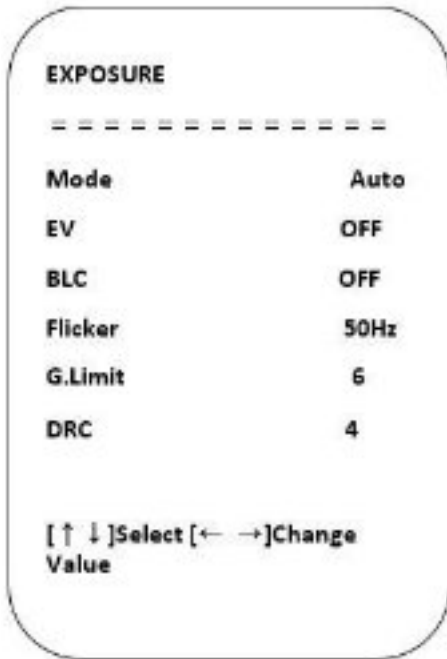 EXPOSURE
= = = = = = = = = = = = =
Mode Auto
EV OFF
BLC OFF
Flicker 50Hz
G.Limit 6
DRC 4
[ ↑ ↓ ]Select [← →]Change
Value